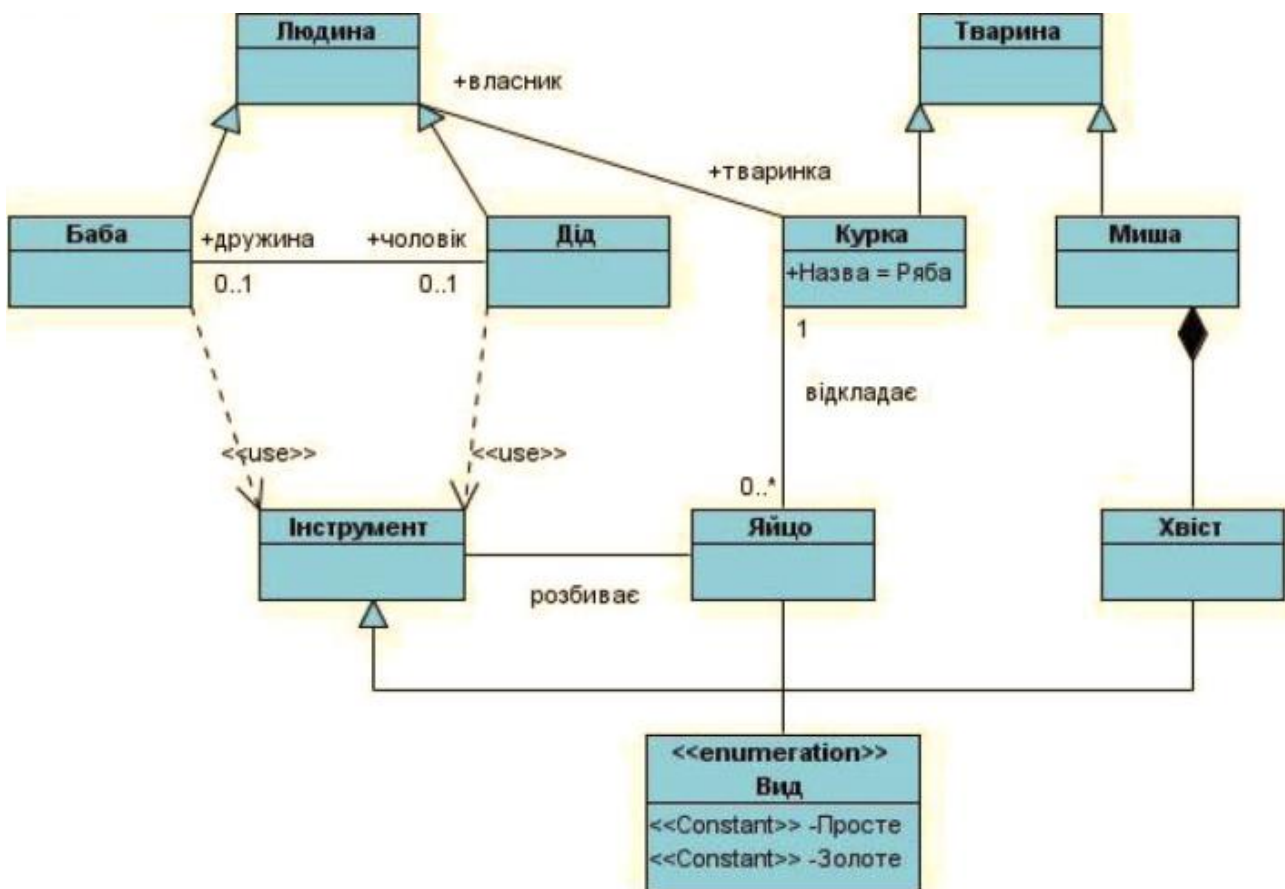 Людина
Тварина
+власник
+тваринка
Баба
+дружина
+чоловік
Дід
Курка
Миша
+Назва = Ряба
0..1
0..1
1
відкладає
<<use>>
<<use>>
0..*
Інструмент
Яйцо
Хвіст
розбиває
<<enumeration>>
Вид
<<Constant>> -Просте
<<Constant>> -Золоте